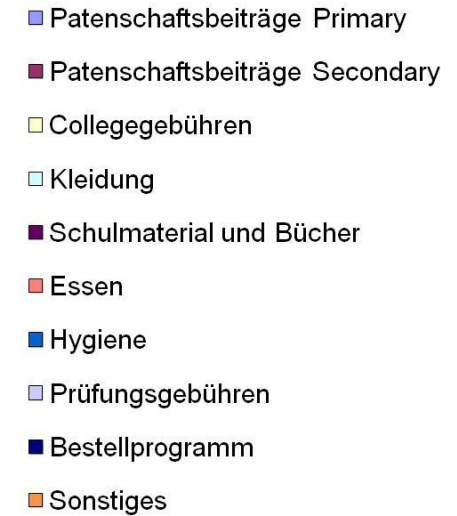 Patenschaftsbeiträge Primary
Patenschaftsbeiträge Secondary
Collegegebühren
Kleidung
Schulmaterial und Bücher
Essen
Hygiene
Prüfungsgebühren
Bestellprogramm
Sonstiges